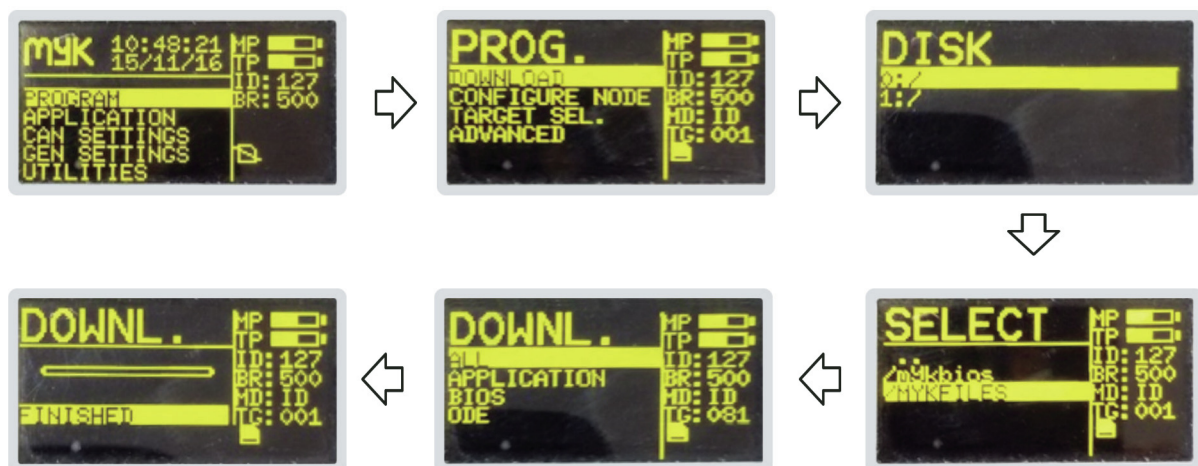 myk 10:48:21 MP
15/11/16 TP
ID:127
PROGRAM BR:500
APPLICATION
CAN SETTINGS
GEN SETTINGS
UTILITIES
PROG. MP
TP
DOWNLOAD ID:127
CONFIGURE NODE BR:500
TARGET SEL. MD:ID
ADVANCED TG:001
DISK
0:/
1:/
DOWNL. MP
TP
ID:127
BR:500
MD:ID
FINISHED TG:001
DOWNL. MP
TP
ALL ID:127
APPLICATION BR:500
BIOS MD:ID
ODE TG:081
SELECT MP
TP
.. ID:127
/mykbios BR:500
/MYKFILES MD:ID
TG:001